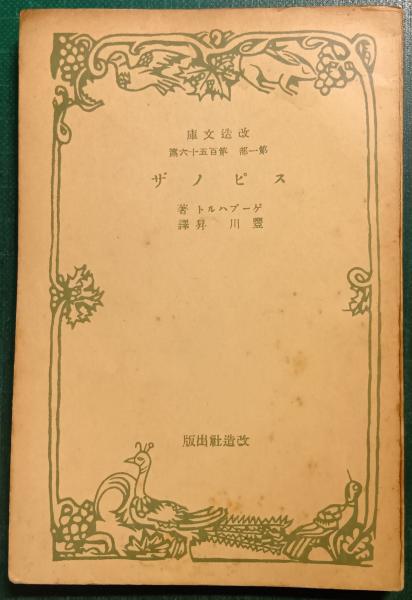 改造文庫
第一部 第百五十六篇
スピノザ
ゲープハルト著
豐川昇譯
改造社出版